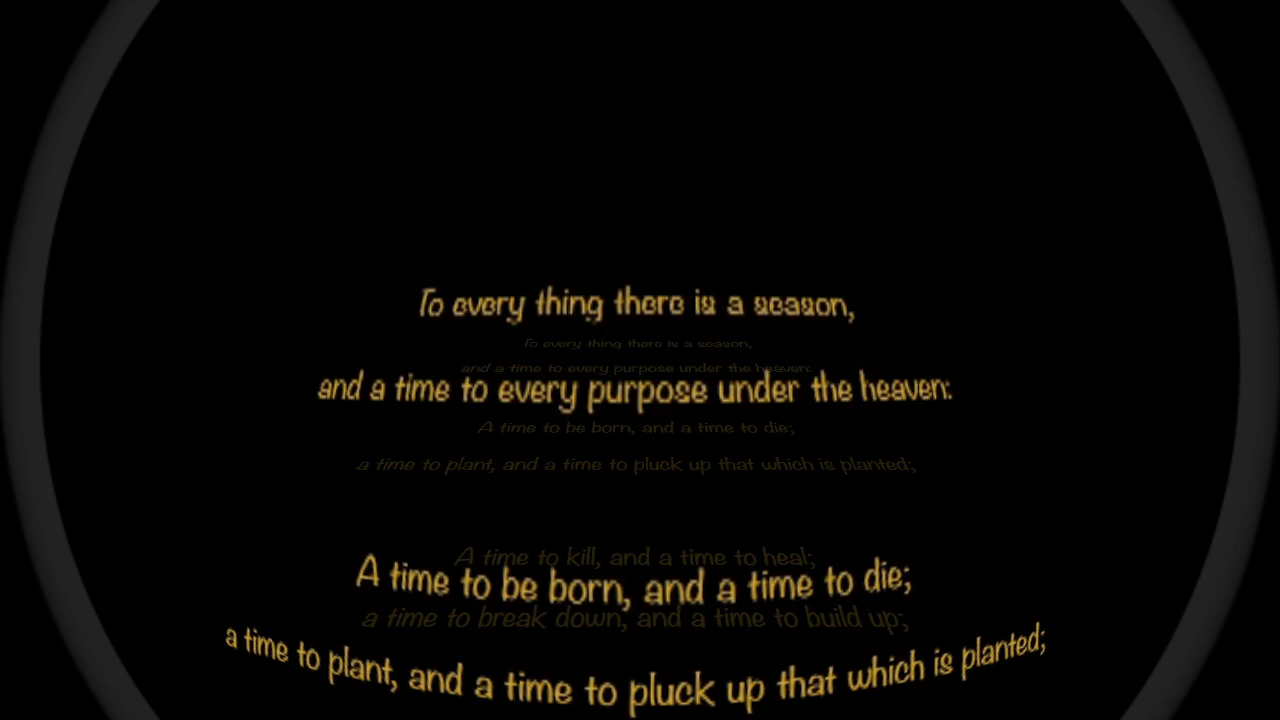 To every thing there is a season,
To every thing there is a season,
and a time to every purpose under the heaven:
and a time to every purpose under the heaven:
A time to be born, and a time to die;
a time to plant, and a time to pluck up that which is planted;
A time to kill, and a time to heal;
A time to be born, and a time to die;
a time to break down, and a time to build up;
a time to plant, and a time to pluck up that which is planted;